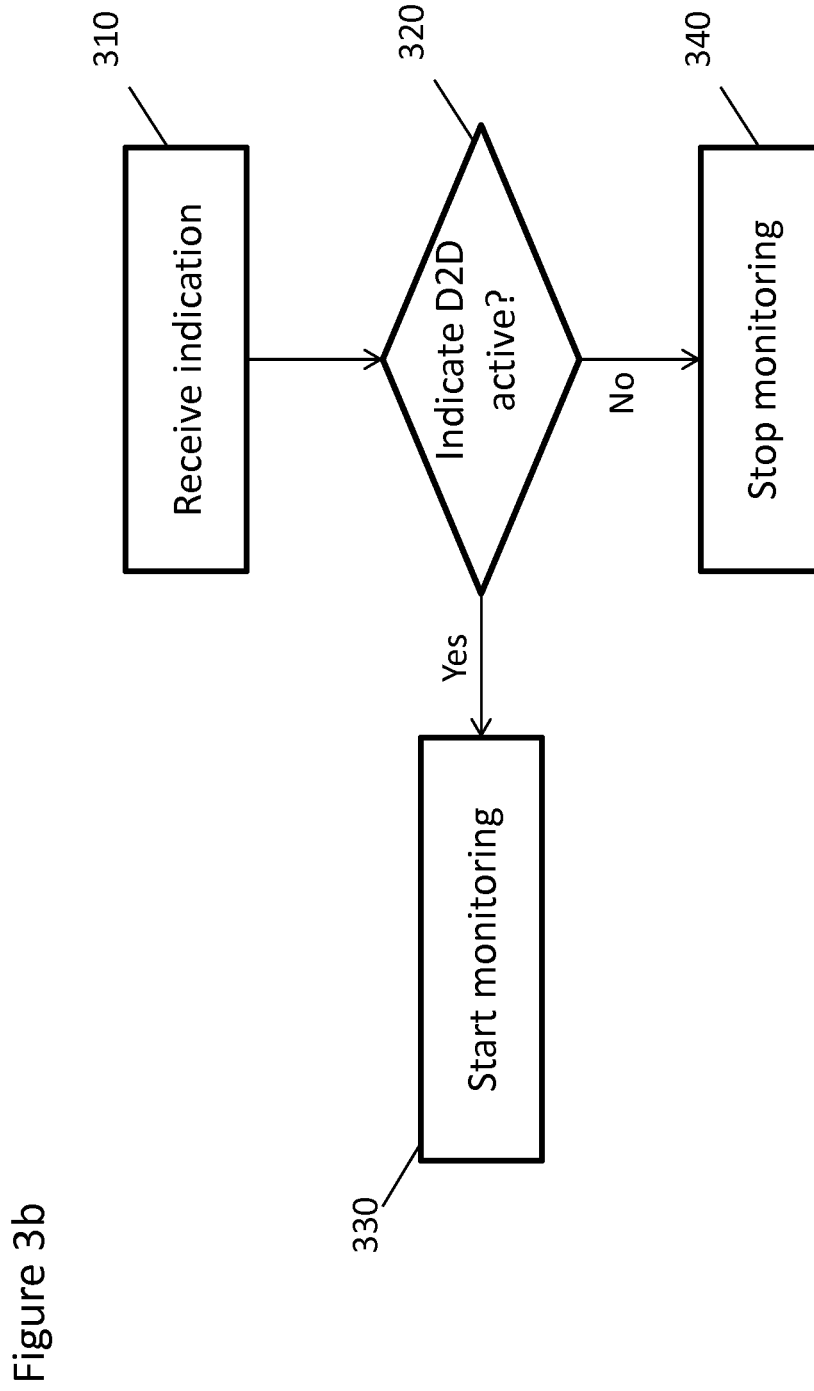 Figure 3b
Receive indication
310
Indicate D2D
active?
320
Yes
No
Start monitoring
330
Stop monitoring
340